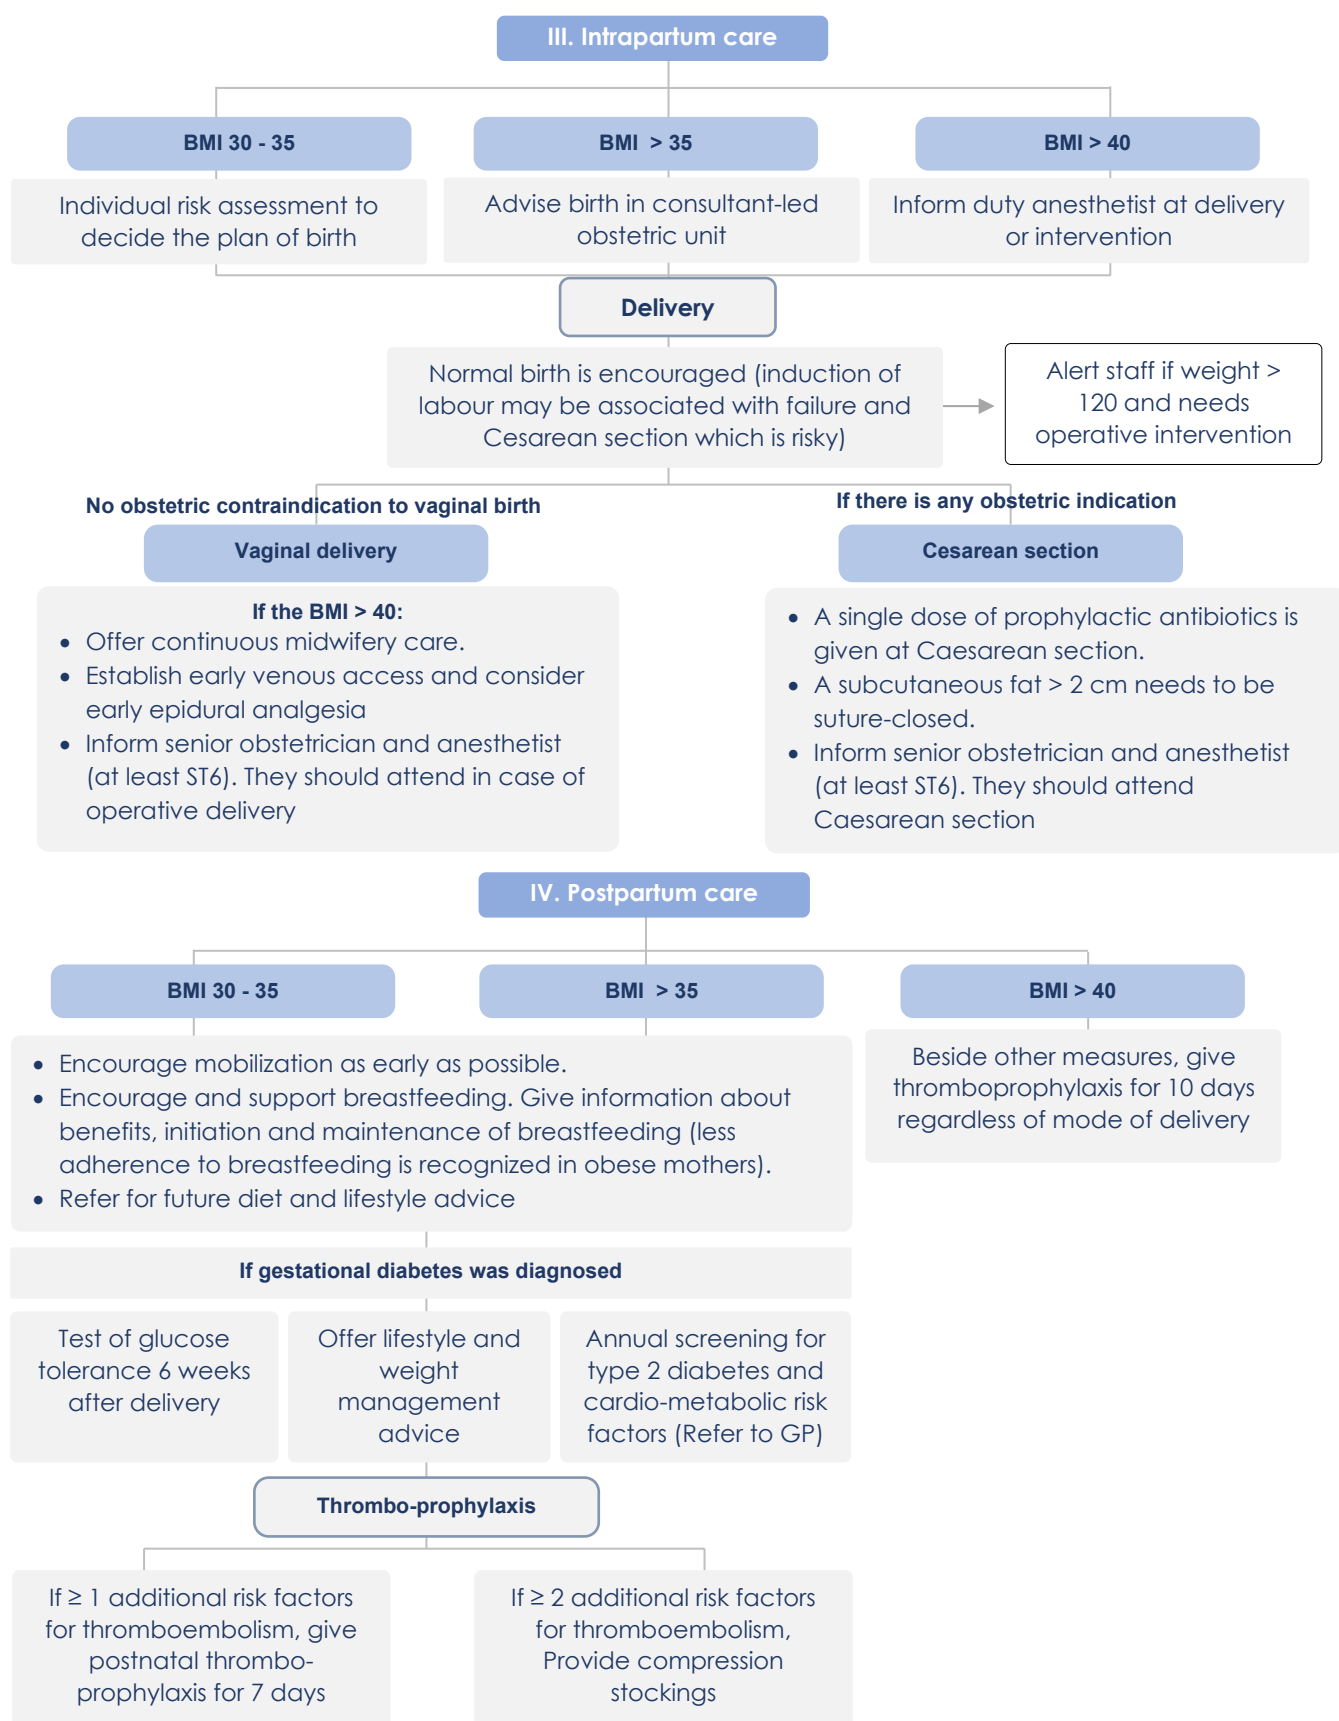 III. Intrapartum care
BMI 30 - 35
BMI > 35
BMI > 40
Individual risk assessment to
decide the plan of birth
Advise birth in consultant-led
obstetric unit
Inform duty anesthetist at delivery
or intervention
Delivery
Normal birth is encouraged (induction of
labour may be associated with failure and
Cesarean section which is risky)
Alert staff if weight >
120 and needs
operative intervention
No obstetric contraindication to vaginal birth
Vaginal delivery
If the BMI > 40:
• Offer continuous midwifery care.
• Establish early venous access and consider
early epidural analgesia
• Inform senior obstetrician and anesthetist
(at least ST6). They should attend in case of
operative delivery
If there is any obstetric indication
Cesarean section
• A single dose of prophylactic antibiotics is
given at Caesarean section.
• A subcutaneous fat > 2 cm needs to be
suture-closed.
• Inform senior obstetrician and anesthetist
(at least ST6). They should attend
Caesarean section
IV. Postpartum care
BMI 30 - 35
BMI > 35
BMI > 40
• Encourage mobilization as early as possible.
• Encourage and support breastfeeding. Give information about
benefits, initiation and maintenance of breastfeeding (less
adherence to breastfeeding is recognized in obese mothers).
• Refer for future diet and lifestyle advice
Beside other measures, give
thromboprophylaxis for 10 days
regardless of mode of delivery
If gestational diabetes was diagnosed
Test of glucose
tolerance 6 weeks
after delivery
Offer lifestyle and
weight
management
advice
Annual screening for
type 2 diabetes and
cardio-metabolic risk
factors (Refer to GP)
Thrombo-prophylaxis
If ≥ 1 additional risk factors
for thromboembolism, give
postnatal thrombo-
prophylaxis for 7 days
If ≥ 2 additional risk factors
for thromboembolism,
Provide compression
stockings